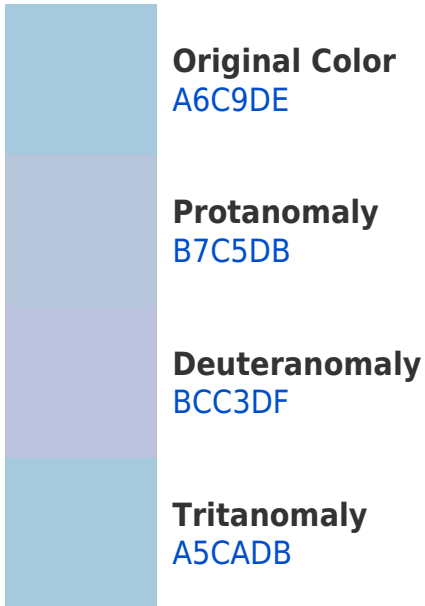 Original Color
A6C9DE
Protanomaly
B7C5DB
Deuteranomaly
BCC3DF
Tritanomaly
A5CADB